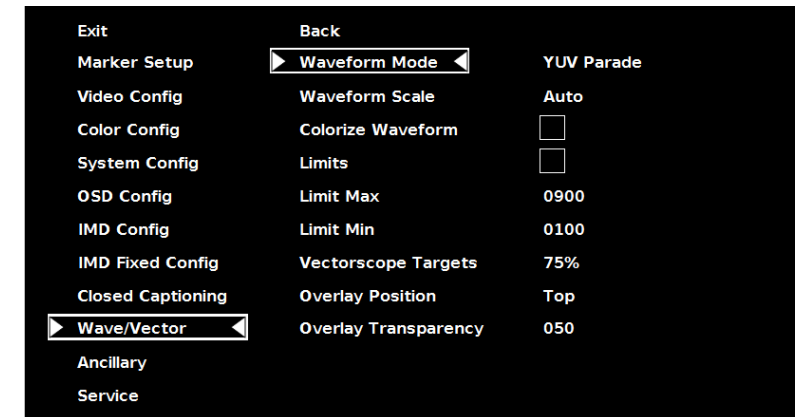 Exit Back
Marker Setup Waveform Mode YUV Parade
Video Config Waveform Scale Auto
Color Config Colorize Waveform
System Config Limits
OSD Config Limit Max 0900
IMD Config Limit Min 0100
IMD Fixed Config Vectorscope Targets 75%
Closed Captioning Overlay Position Top
Wave/Vector Overlay Transparency 050
Ancillary
Service